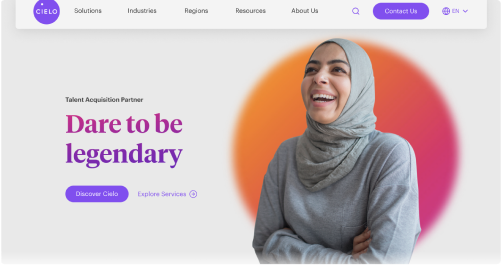 CIELO
Solutions
Industries
Regions
Resources
About Us
Contact Us
EN
Talent Acquisition Partner
Dare to be
legendary
Discover Cielo
Explore Services